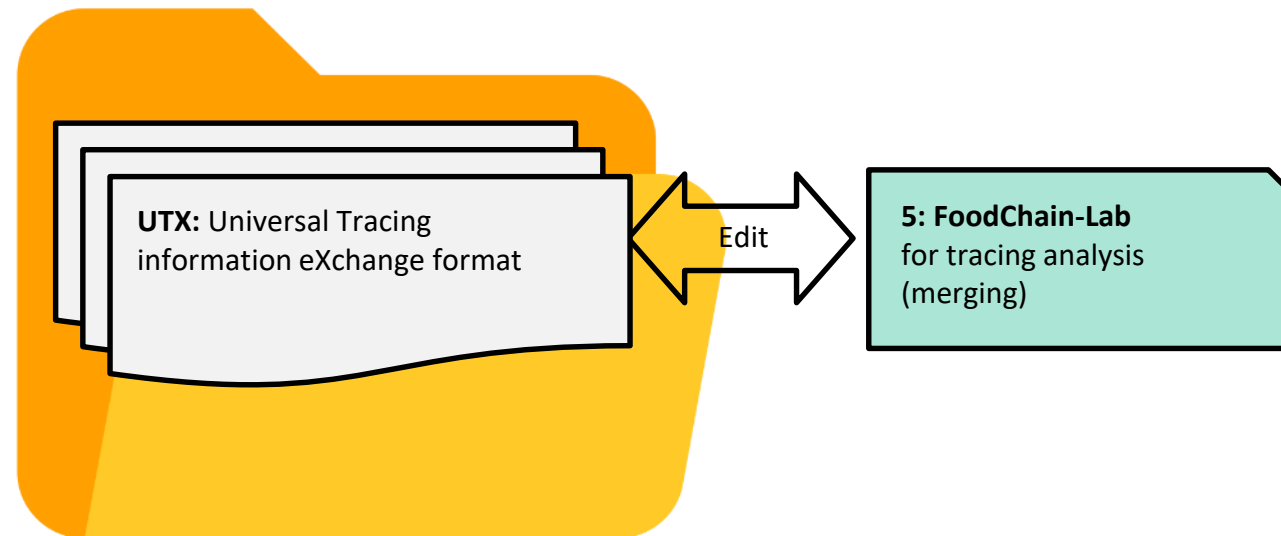 UTX: Universal Tracing
information eXchange format
Edit
5: FoodChain-Lab
for tracing analysis
(merging)